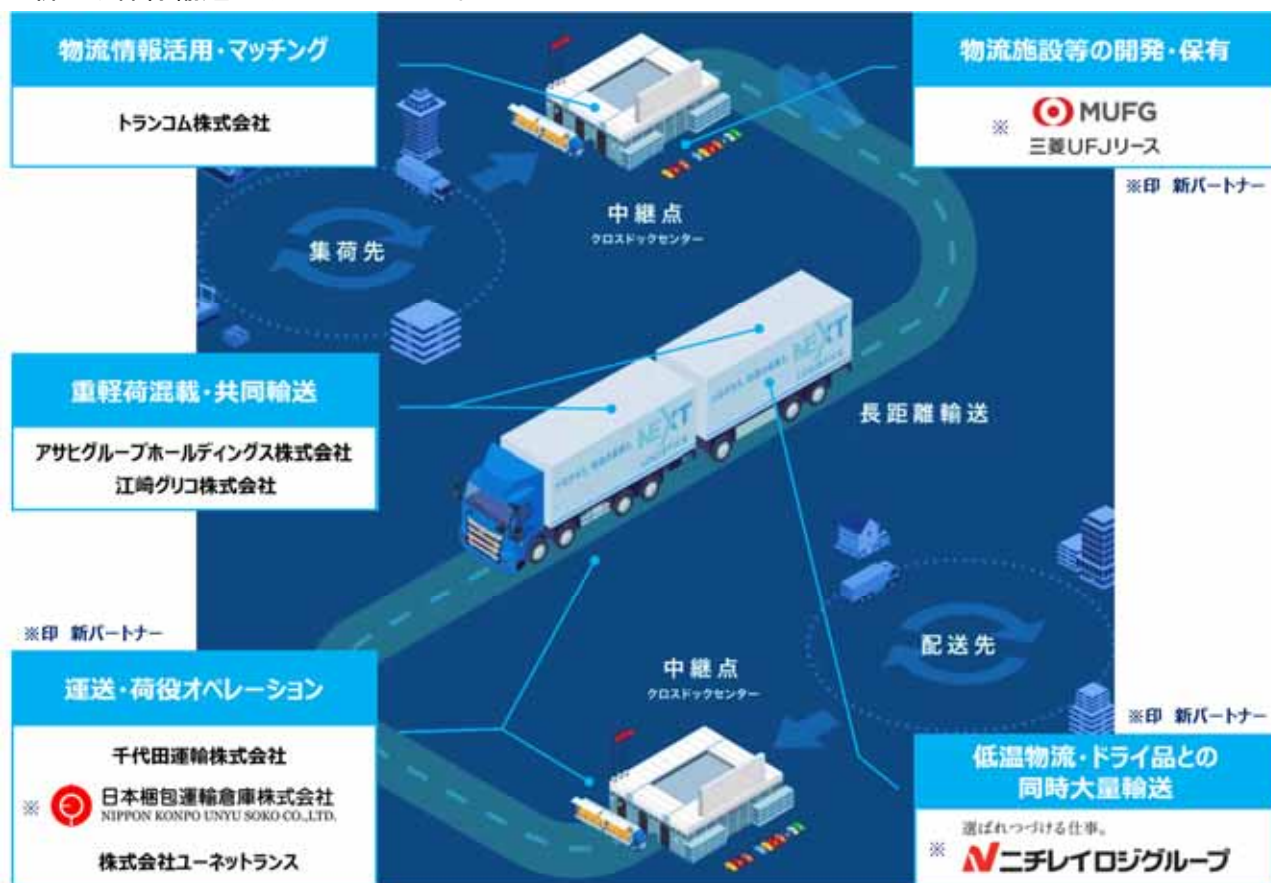 物流情報活用・マッチング
トランコム株式会社
物流施設等の開発・保有
※ MUFG
三菱UFJリース
※印 新パートナー
中継点
クロスドックセンター
集荷先
重軽荷混載・共同輸送
アサヒグループホールディングス株式会社
江崎グリコ株式会社
NEXT
NEXT
長距離輸送
※印 新パートナー
運送・荷役オペレーション
千代田運輸株式会社
※ 日本梱包運輸倉庫株式会社
NIPPON KONPO UNYU SOKO CO.,LTD.
株式会社ユーネットランス
中継点
クロスドックセンター
配送先
※印 新パートナー
低温物流・ドライ品との
同時大量輸送
選ばれつづける仕事。
※ ニチレイロジグループ